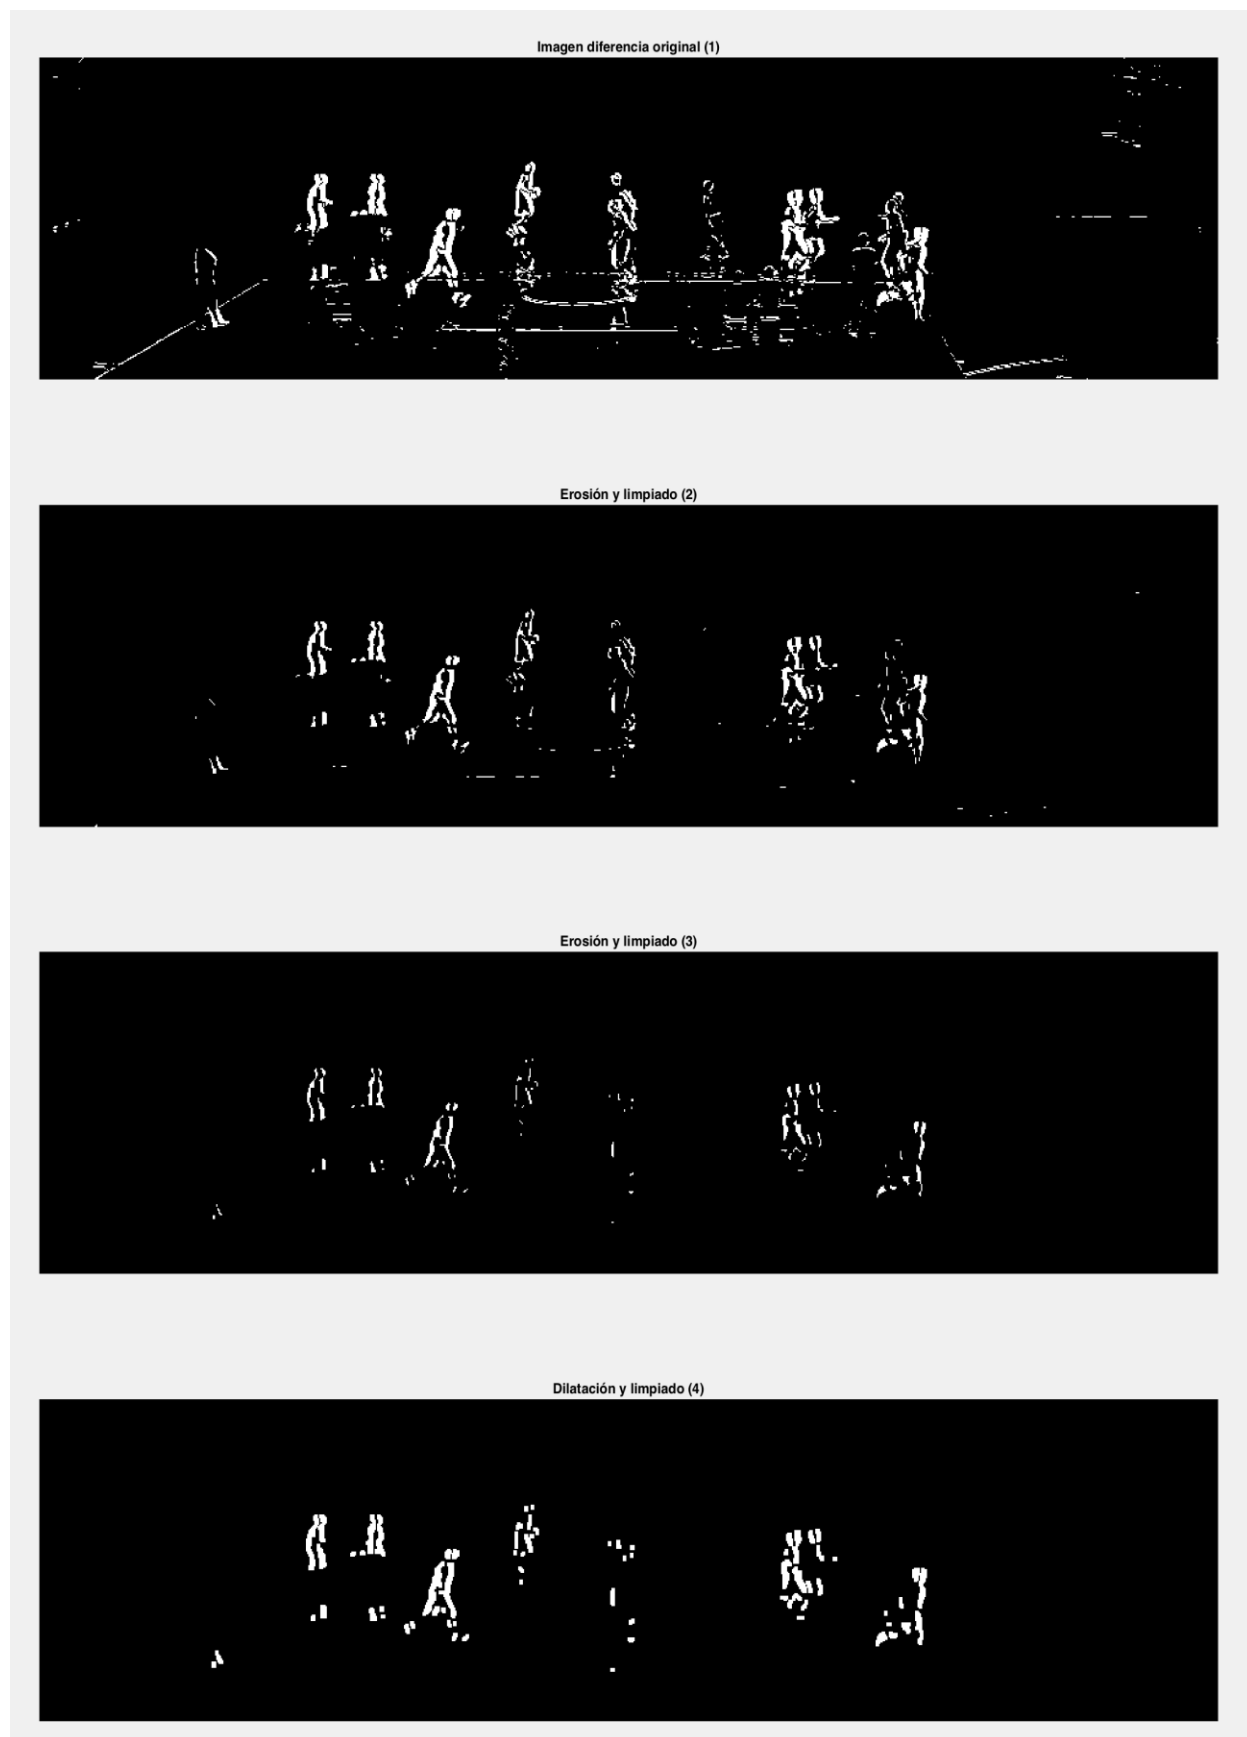 Imagen diferencia original (1)
Erosión y limpiado (2)
Erosión y limpiado (3)
Dilatación y limpiado (4)